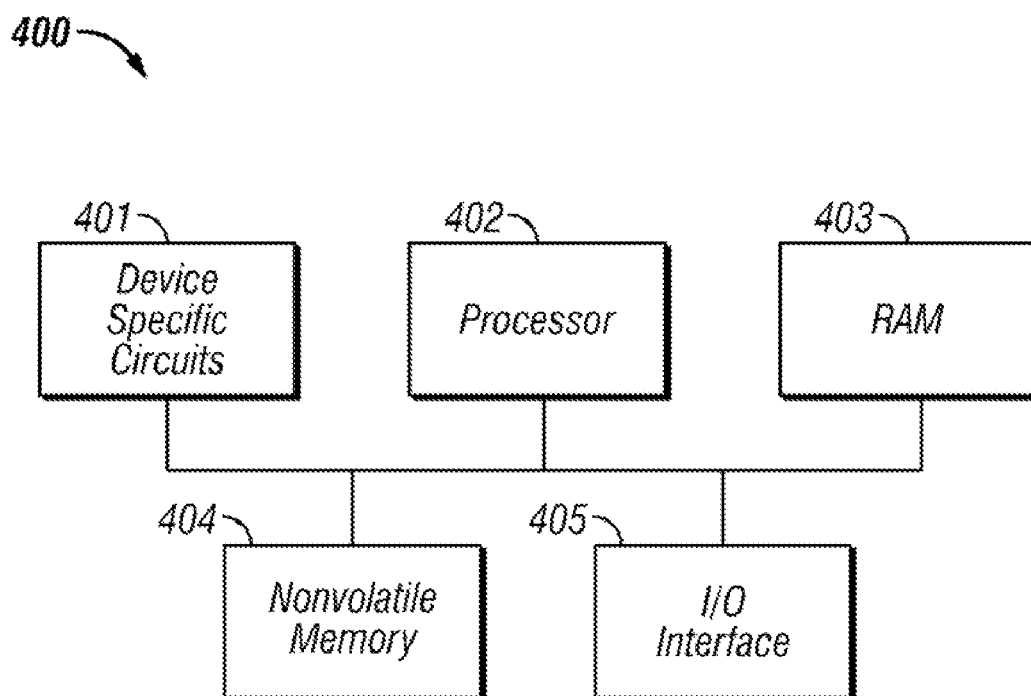 400
401
Device
Specific
Circuits
402
Processor
403
RAM
404
Nonvolatile
Memory
405
I/O
Interface